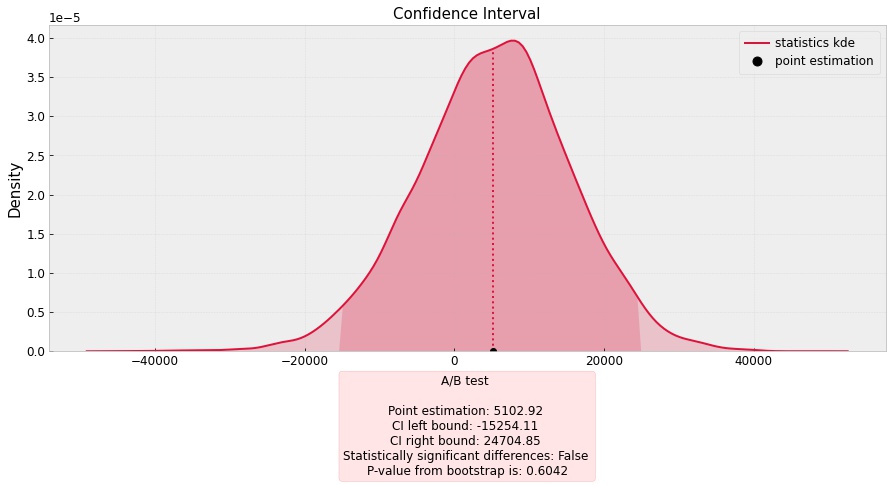 Confidence Interval
1e−5
statistics kde
point estimation
4.0
3.5
3.0
2.5
2.0
1.5
1.0
0.5
0.0
Density
−40000
−20000
0
20000
40000
A/B test
Point estimation: 5102.92
CI left bound: -15254.11
CI right bound: 24704.85
Statistically significant differences: False
P-value from bootstrap is: 0.6042